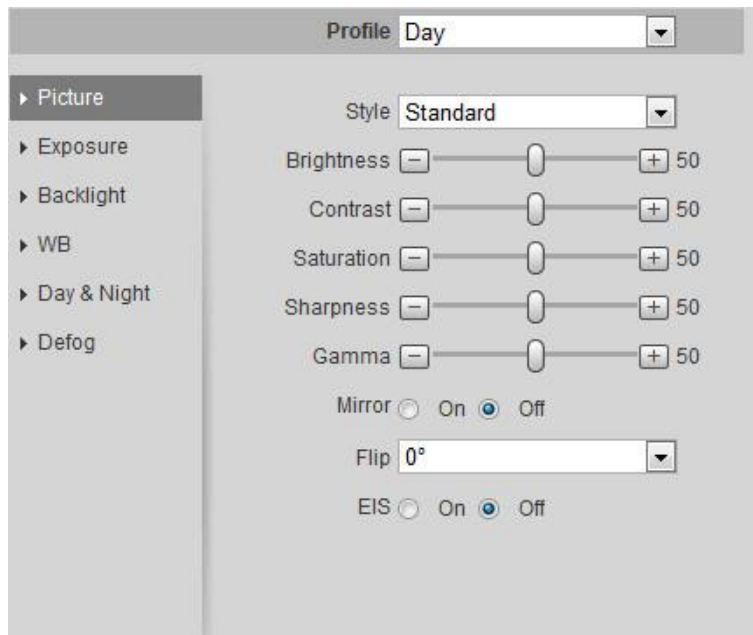 Profile Day
Picture
Exposure
Backlight
WB
Day & Night
Defog
Style Standard
Brightness 50
Contrast 50
Saturation 50
Sharpness 50
Gamma 50
Mirror On Off
Flip 0°
EIS On Off